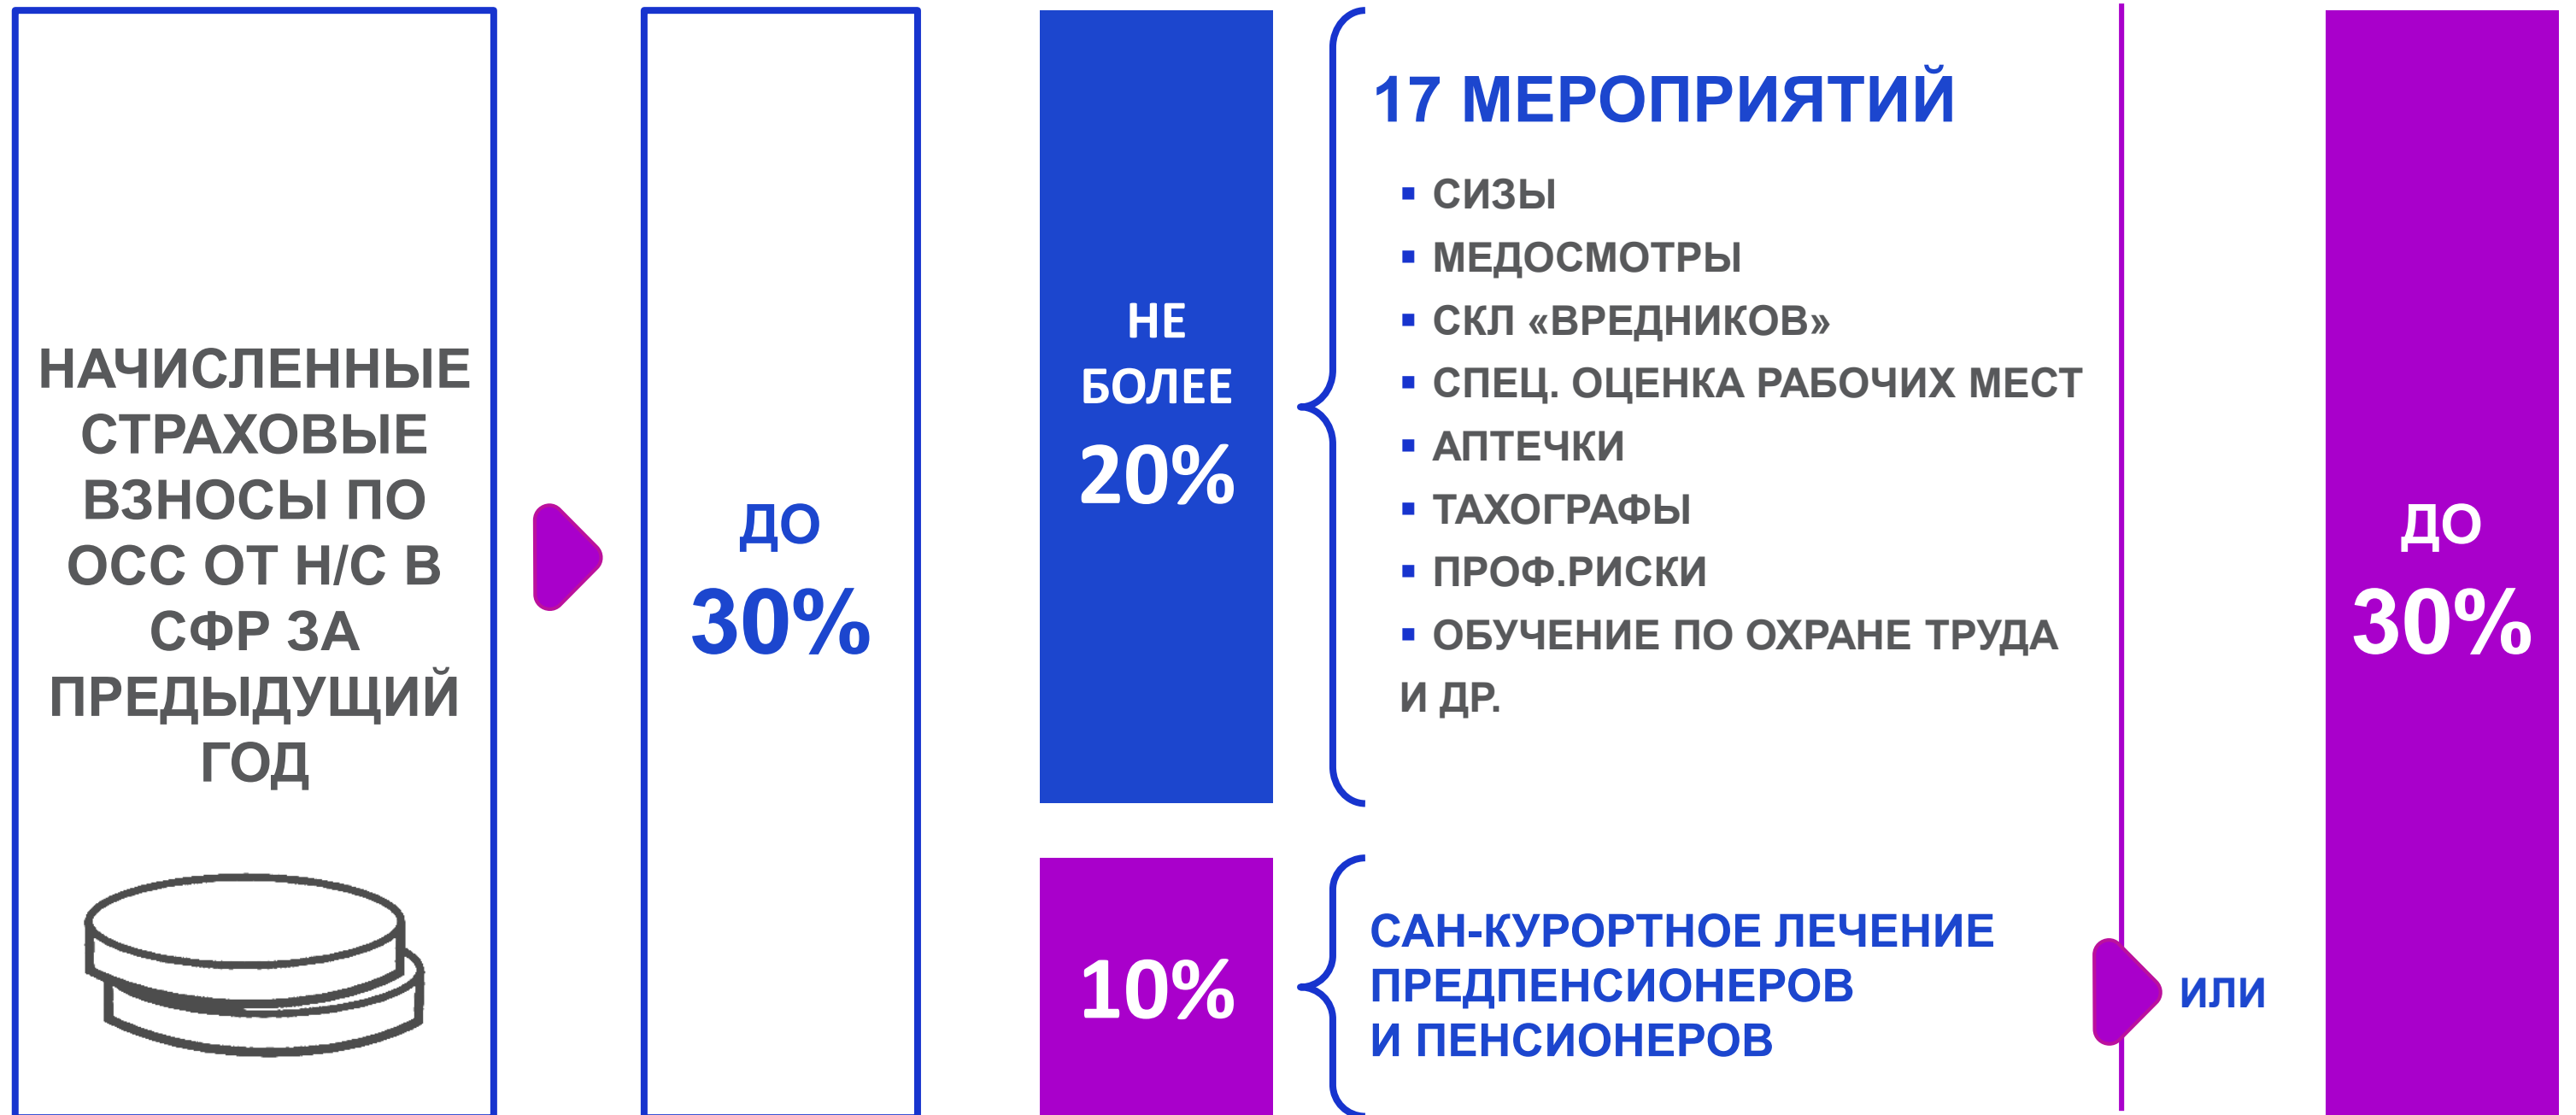 НАЧИСЛЕННЫЕ
СТРАХОВЫЕ
ВЗНОСЫ ПО
ОСС ОТ Н/С В
СФР ЗА
ПРЕДЫДУЩИЙ
ГОД
ДО
30%
НЕ
БОЛЕЕ
20%
17 МЕРОПРИЯТИЙ
▪ СИЗЫ
▪ МЕДОСМОТРЫ
▪ СКЛ «ВРЕДНИКОВ»
▪ СПЕЦ. ОЦЕНКА РАБОЧИХ МЕСТ
▪ АПТЕЧКИ
▪ ТАХОГРАФЫ
▪ ПРОФ.РИСКИ
▪ ОБУЧЕНИЕ ПО ОХРАНЕ ТРУДА
И ДР.
10%
САН-КУРОРТНОЕ ЛЕЧЕНИЕ
ПРЕДПЕНСИОНЕРОВ
И ПЕНСИОНЕРОВ
ИЛИ
ДО
30%